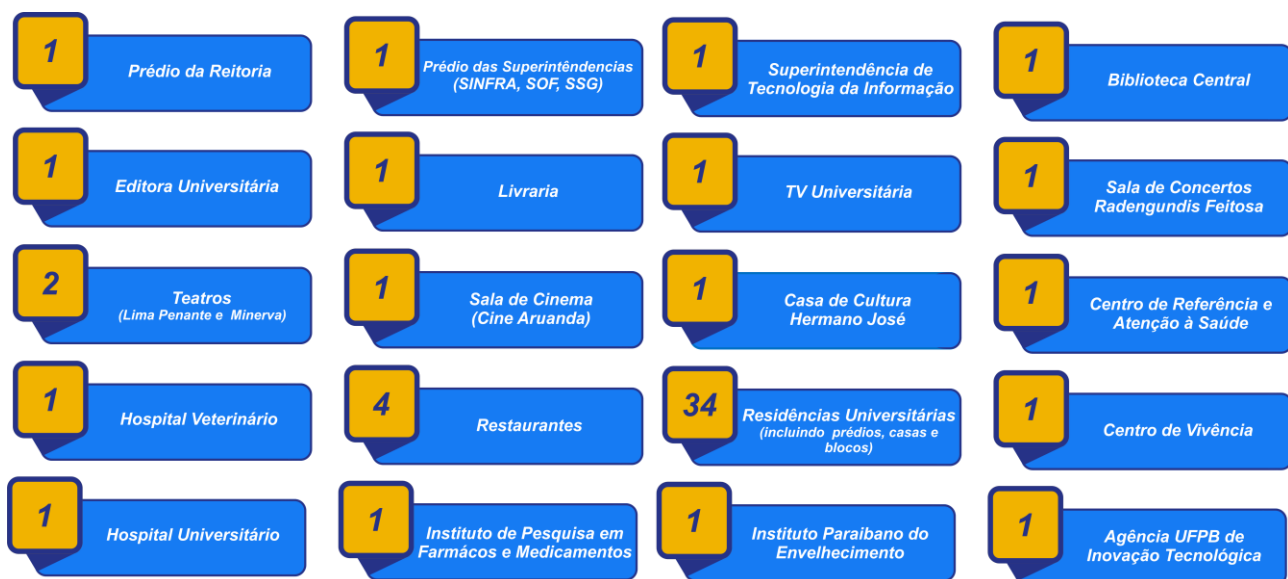 1
Prédio da Reitoria
1
Prédio das Superintêndencias
(SINFRA, SOF, SSG)
1
Superintendência de
Tecnologia da Informação
1
Biblioteca Central
1
Editora Universitária
1
Livraria
1
TV Universitária
1
Sala de Concertos
Radengundis Feitosa
2
Teatros
(Lima Penante e Minerva)
1
Sala de Cinema
(Cine Aruanda)
1
Casa de Cultura
Hermano José
1
Centro de Referência e
Atenção à Saúde
1
Hospital Veterinário
4
Restaurantes
34
Residências Universitárias
(incluindo prédios, casas e
blocos)
1
Centro de Vivência
1
Hospital Universitário
1
Instituto de Pesquisa em
Farmácos e Medicamentos
1
Instituto Paraibano do
Envelhecimento
1
Agência UFPB de
Inovação Tecnológica